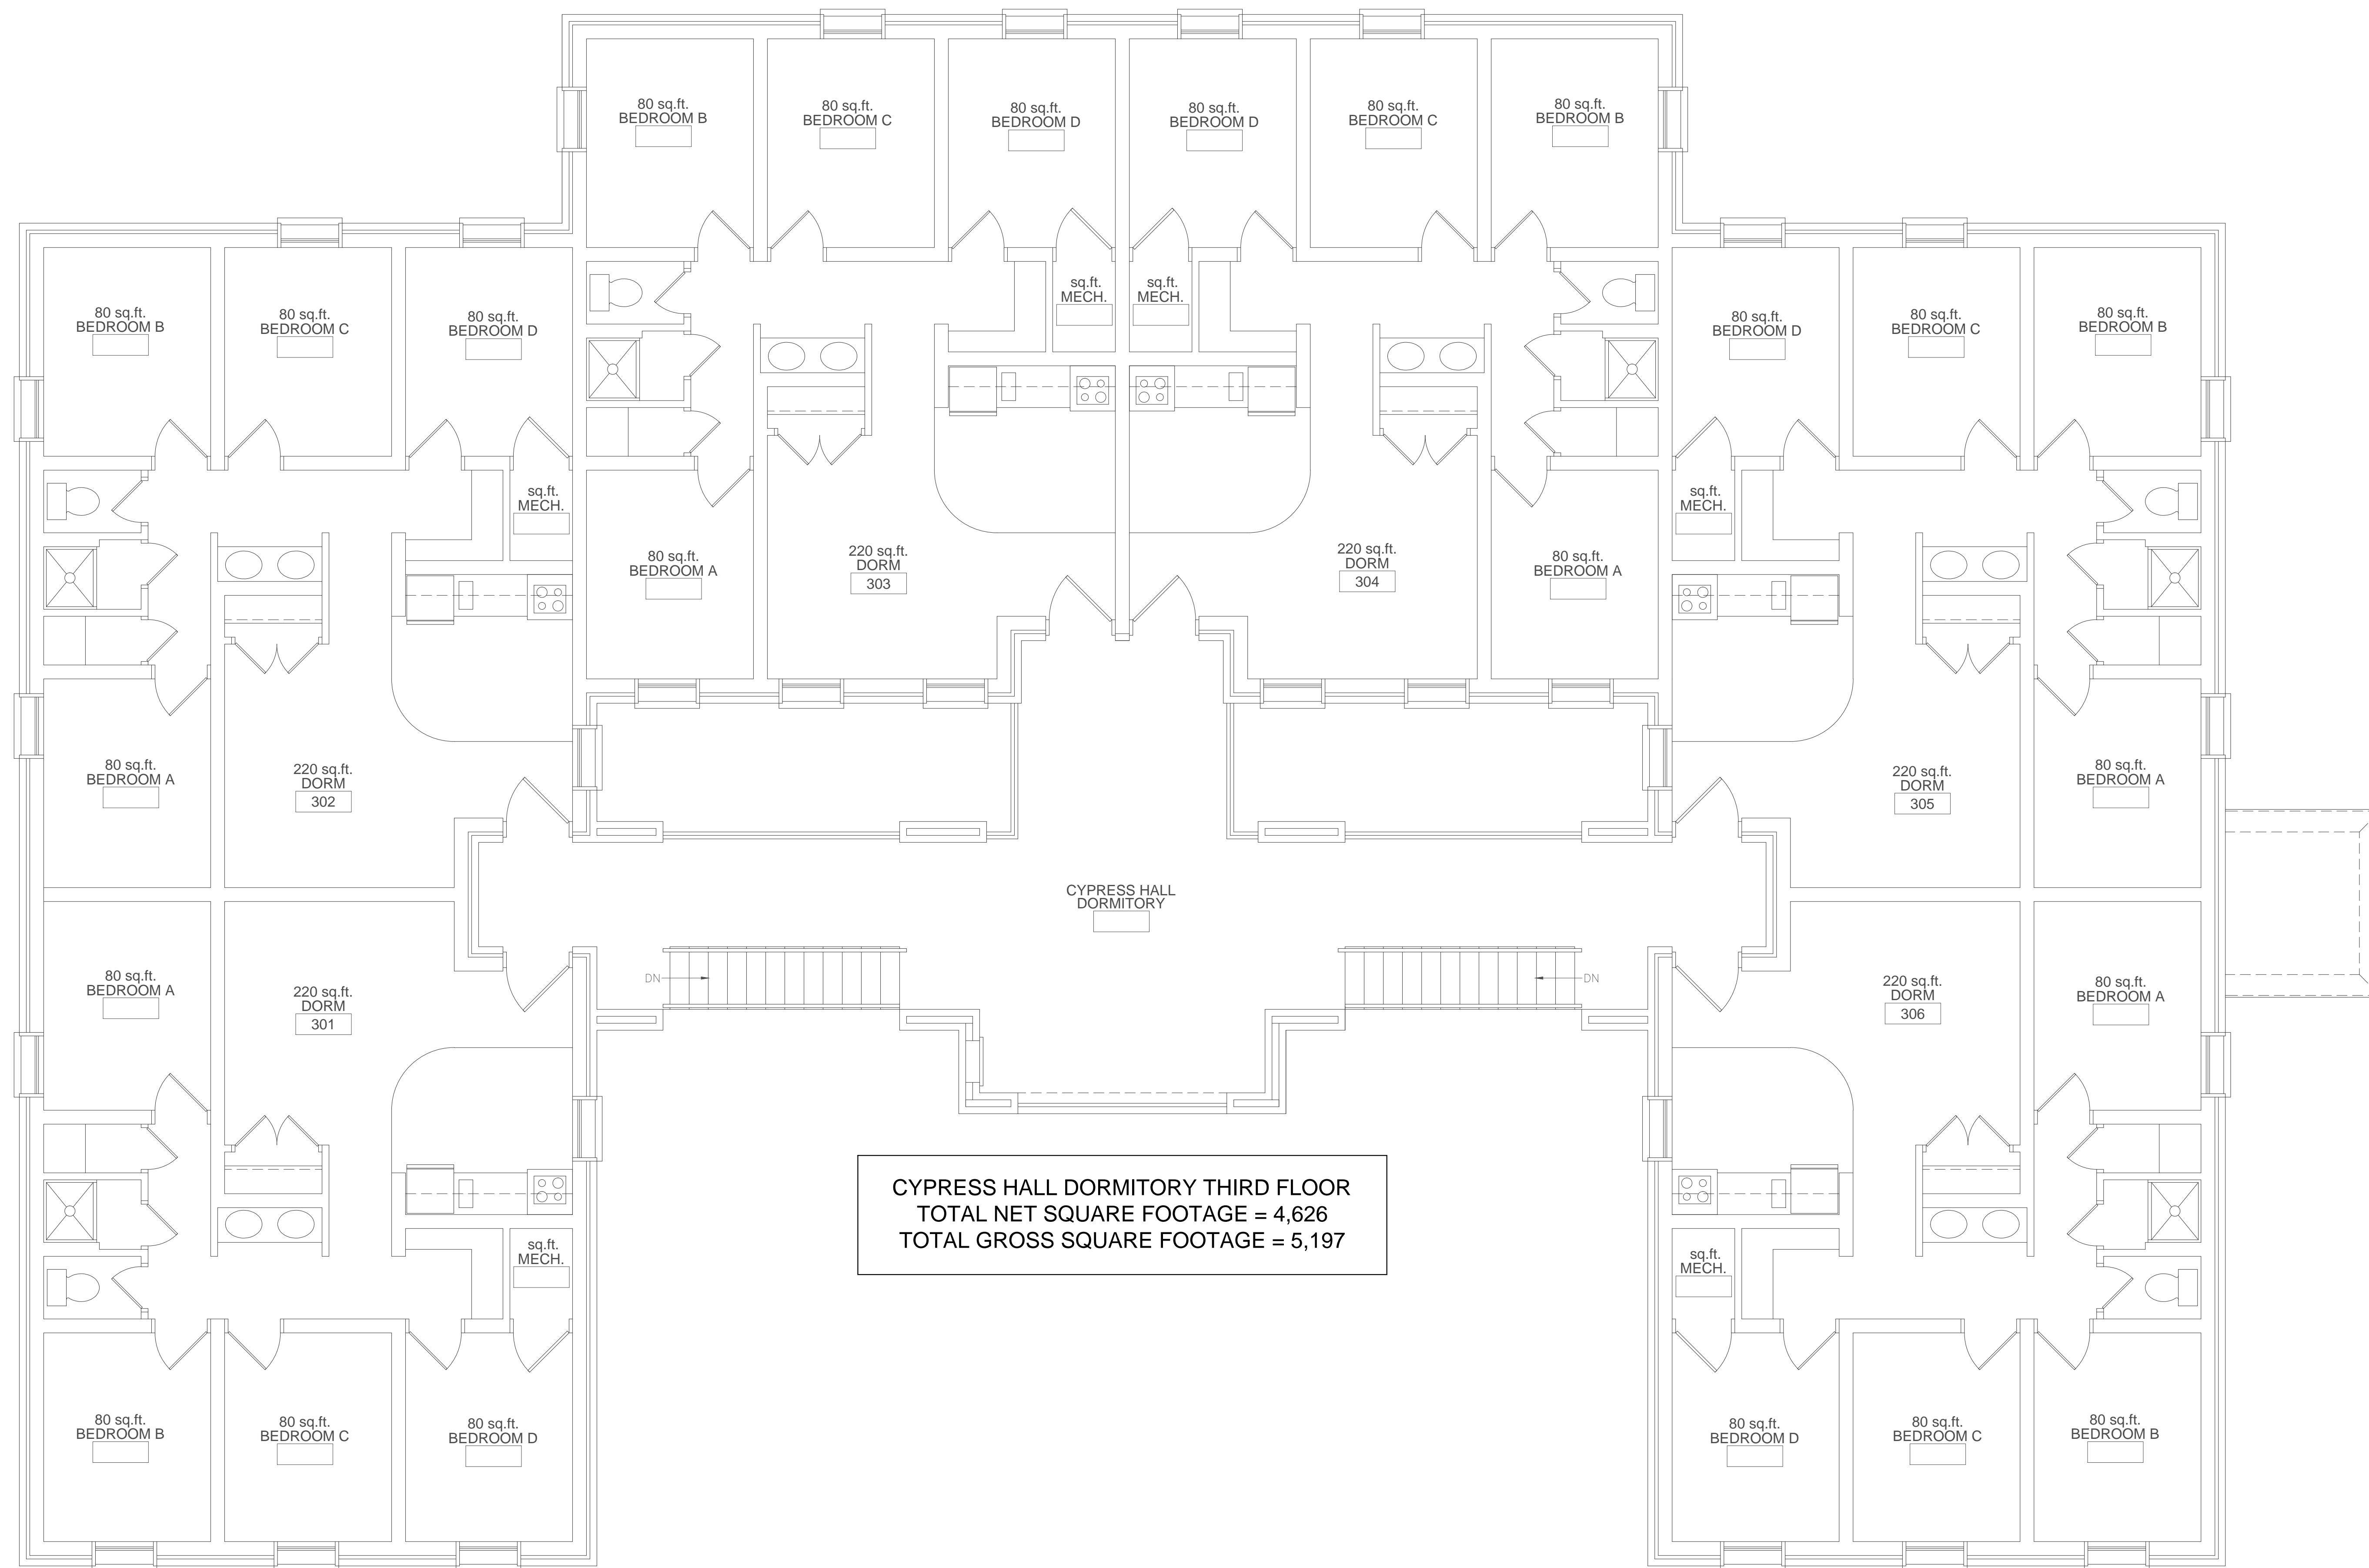 80 sq.ft.
BEDROOM B
80 sq.ft.
BEDROOM C
80 sq.ft.
BEDROOM D
80 sq.ft.
BEDROOM D
80 sq.ft.
BEDROOM C
80 sq.ft.
BEDROOM B
sq.ft.
MECH.
sq.ft.
MECH.
80 sq.ft.
BEDROOM B
80 sq.ft.
BEDROOM C
80 sq.ft.
BEDROOM D
80 sq.ft.
BEDROOM D
80 sq.ft.
BEDROOM C
80 sq.ft.
BEDROOM B
sq.ft.
MECH.
sq.ft.
MECH.
80 sq.ft.
BEDROOM A
220 sq.ft.
DORM
303
220 sq.ft.
DORM
304
80 sq.ft.
BEDROOM A
80 sq.ft.
BEDROOM A
220 sq.ft.
DORM
302
220 sq.ft.
DORM
305
80 sq.ft.
BEDROOM A
CYPRESS HALL
DORMITORY
80 sq.ft.
BEDROOM A
220 sq.ft.
DORM
301
DN
DN
220 sq.ft.
DORM
306
80 sq.ft.
BEDROOM A
CYPRESS HALL DORMITORY THIRD FLOOR
TOTAL NET SQUARE FOOTAGE = 4,626
TOTAL GROSS SQUARE FOOTAGE = 5,197
sq.ft.
MECH.
sq.ft.
MECH.
80 sq.ft.
BEDROOM B
80 sq.ft.
BEDROOM C
80 sq.ft.
BEDROOM D
80 sq.ft.
BEDROOM D
80 sq.ft.
BEDROOM C
80 sq.ft.
BEDROOM B